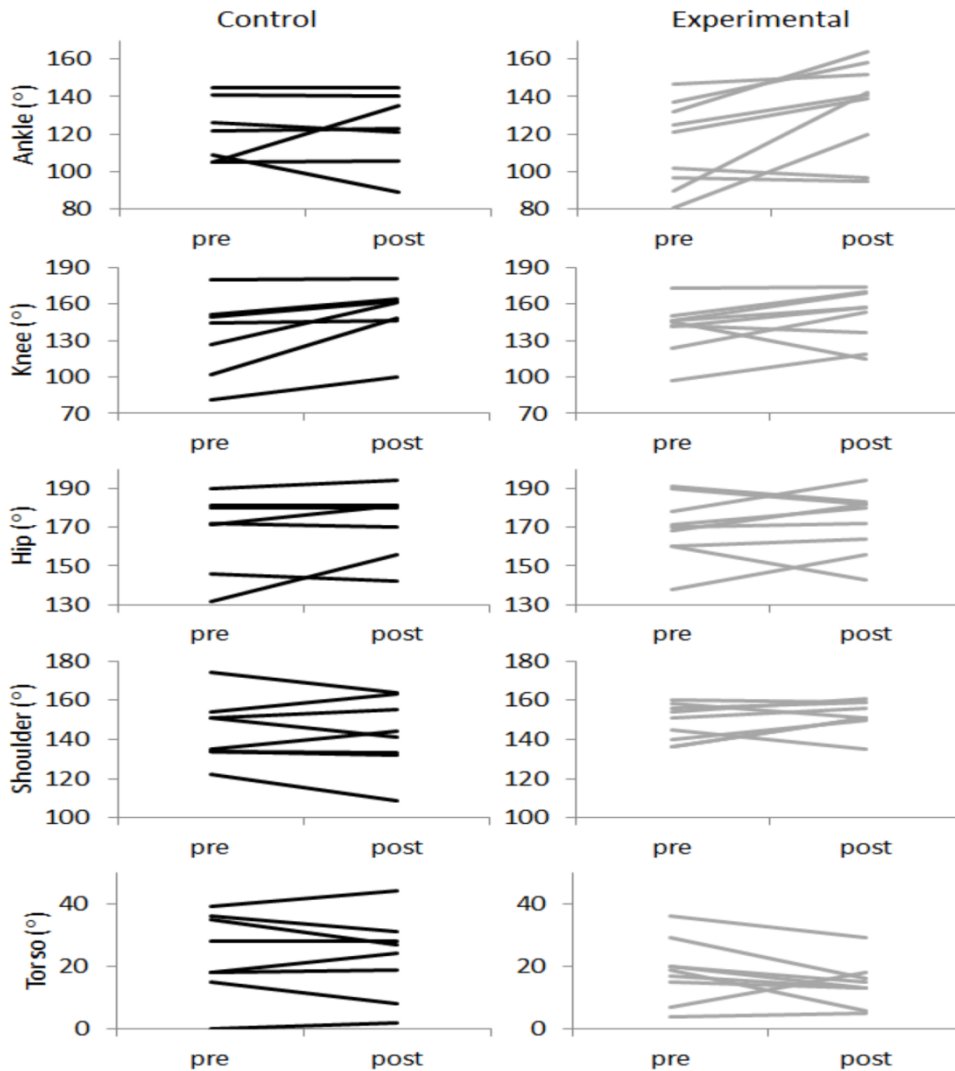 Control Experimental
160 160
140 140
120 120
100 100
80 80
Ankle (°)
pre post pre post
190 190
160 160
130 130
100 100
70 70
Knee (°)
pre post pre post
190 190
170 170
150 150
130 130
Hip (°)
pre post pre post
180 180
160 160
140 140
120 120
100 100
Shoulder (°)
pre post pre post
40 40
20 20
0 0
Torso (°)
pre post pre post